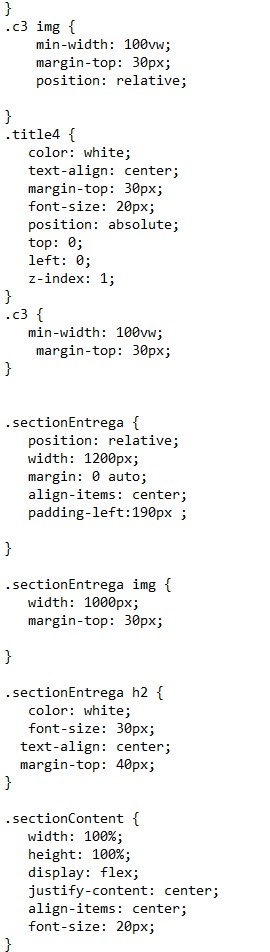 }
.c3 img {
    min-width: 100vw;
    margin-top: 30px;
    position: relative;

}
.title4 {
   color: white;
   text-align: center;
   margin-top: 30px;
   font-size: 20px;
   position: absolute;
   top: 0;
   left: 0;
   z-index: 1;
}
.c3 {
   min-width: 100vw;
    margin-top: 30px;
}


.sectionEntrega {
   position: relative;
   width: 1200px;
   margin: 0 auto;
   align-items: center;
   padding-left:190px ;

}

.sectionEntrega img {
   width: 1000px;
   margin-top: 30px;

}

.sectionEntrega h2 {
   color: white;
   font-size: 30px;
  text-align: center;
  margin-top: 40px;
}

.sectionContent {
   width: 100%;
   height: 100%;
   display: flex;
   justify-content: center;
   align-items: center;
   font-size: 20px;
}